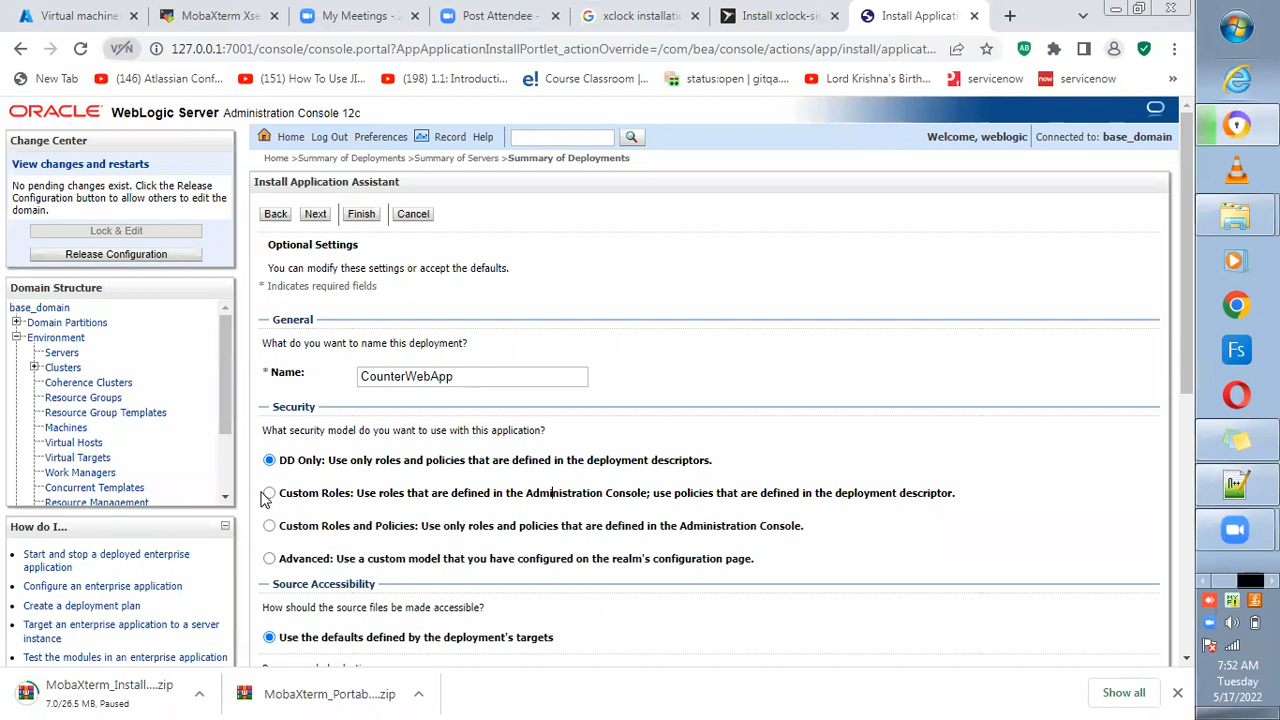 Virtual machine
MobaXterm Xse
My Meetings -
Post Attendee -
xclock installatio
Install xclock-si
Install Applicati
VPN
127.0.0.1:7001/console/console.portal?AppApplicationInstallPortlet_actionOverride=/com/bea/console/actions/app/install/applicat...
New Tab
(146) Atlassian Conf...
(151) How To Use JI...
(198) 1.1: Introducti...
Course Classroom |...
status:open | gitqa....
Lord Krishna's Birth...
servicenow
servicenow
»
ORACLE WebLogic Server Administration Console 12c
Change Center
View changes and restarts
No pending changes exist. Click the Release
Configuration button to allow others to edit the
domain.
Lock & Edit
Release Configuration
Domain Structure
base_domain
Domain Partitions
Environment
Servers
Clusters
Coherence Clusters
Resource Groups
Resource Group Templates
Machines
Virtual Hosts
Virtual Targets
Work Managers
Concurrent Templates
Resource Management
How do I...
Start and stop a deployed enterprise
application
Configure an enterprise application
Create a deployment plan
Target an enterprise application to a server
instance
Test the modules in an enterprise application
Home Log Out Preferences Record Help
Welcome, weblogic
Connected to: base_domain
Home >Summary of Deployments >Summary of Servers >Summary of Deployments
Install Application Assistant
Back Next Finish Cancel
Optional Settings
You can modify these settings or accept the defaults.
* Indicates required fields
General
What do you want to name this deployment?
* Name: CounterWebApp
Security
What security model do you want to use with this application?
DD Only: Use only roles and policies that are defined in the deployment descriptors.
Custom Roles: Use roles that are defined in the Administration Console; use policies that are defined in the deployment descriptor.
Custom Roles and Policies: Use only roles and policies that are defined in the Administration Console.
Advanced: Use a custom model that you have configured on the realm's configuration page.
Source Accessibility
How should the source files be made accessible?
Use the defaults defined by the deployment's targets
MobaXterm_Install....zip
7.0/26.5 MB, Paused
MobaXterm_Portab....zip
Show all
Fs
7:52 AM
Tuesday
5/17/2022